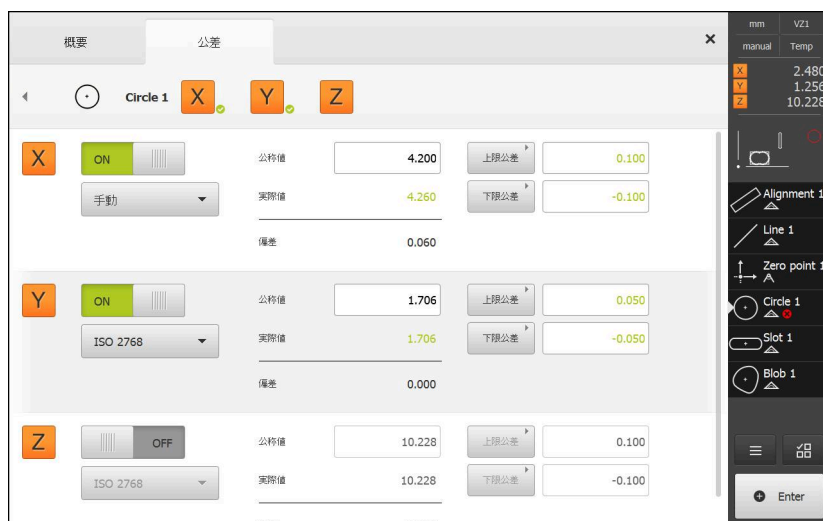 概要 公差 ×
mm VZ1
manual Temp
X 2.480
Y 1.256
Z 10.228
Circle 1 X Y Z
X ON 公称値 4.200 上限公差 0.100
手動 実際値 4.260 下限公差 -0.100
偏差 0.060
Y ON 公称値 1.706 上限公差 0.050
ISO 2768 実際値 1.706 下限公差 -0.050
偏差 0.000
Z OFF 公称値 10.228 上限公差 0.100
ISO 2768 実際値 10.228 下限公差 -0.100
Alignment 1
Line 1
Zero point 1
Circle 1
Slot 1
Blob 1
Enter